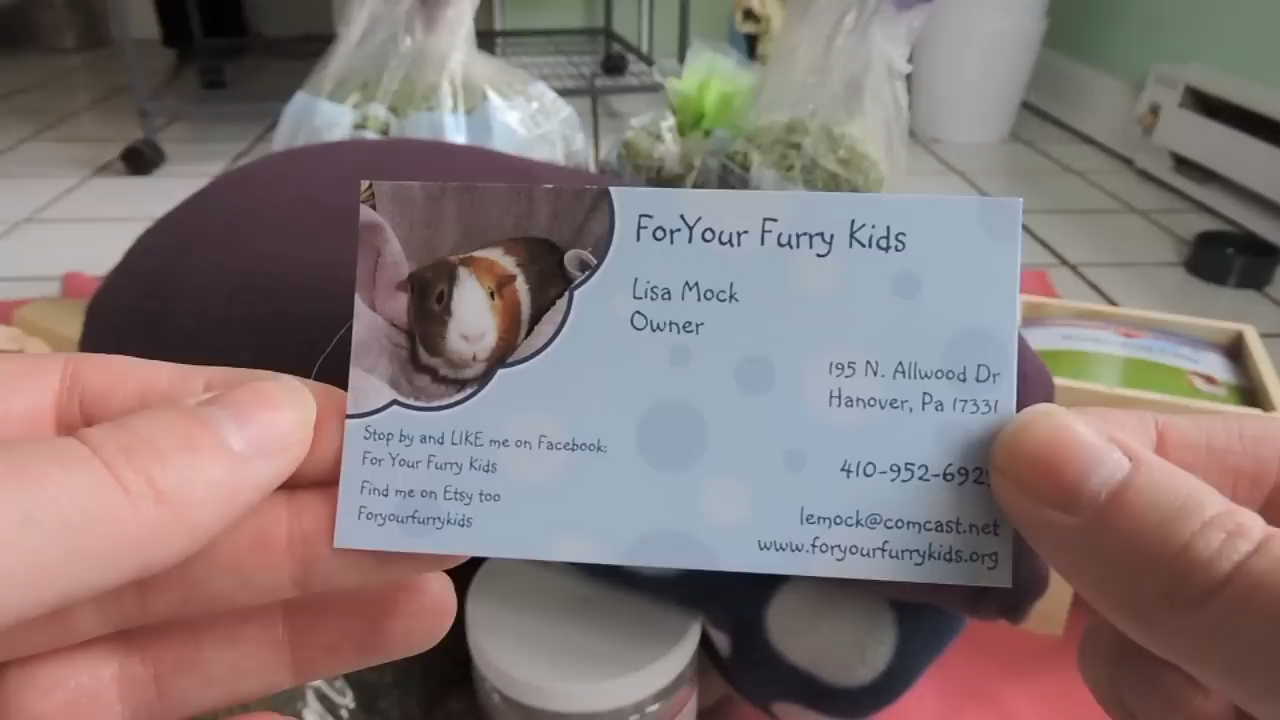 ForYour Furry Kids
Lisa Mock
Owner
195 N. Allwood Dr
Hanover, Pa 17331
410-952-692
lemock@comcast.net
www.foryourfurrykids.org
Stop by and LIKE me on Facebook:
For Your Furry Kids
Find me on Etsy too
Foryourfurrykids